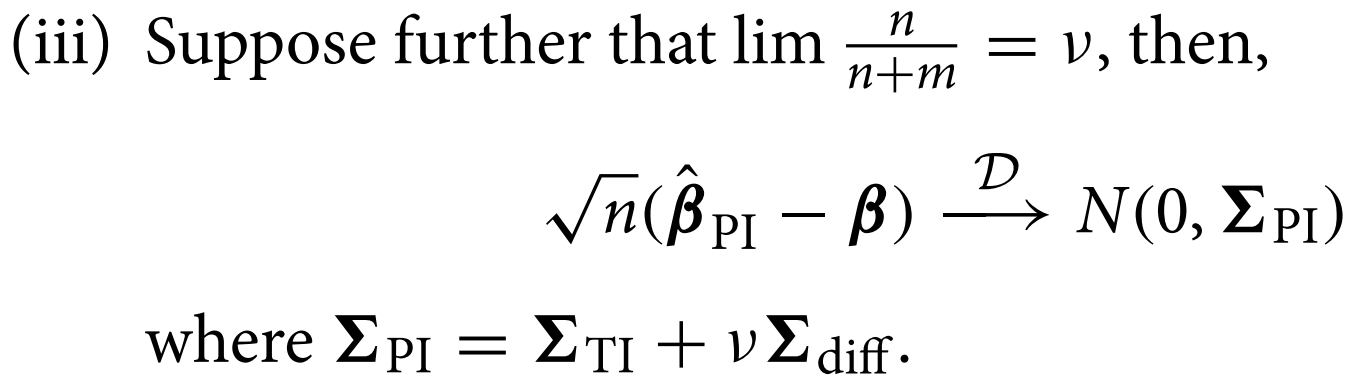 (iii) Suppose further that lim n/(n+m) = ν, then,
√n(β̂_PI − β) —𝒟→ N(0, Σ_PI)
where Σ_PI = Σ_TI + νΣ_diff.